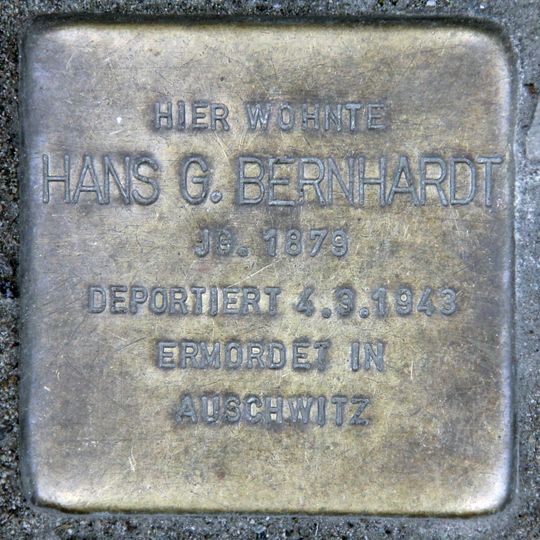 HIER WOHNTE
HANS G. BERNHARDT
JG. 1879
DEPORTIERT 4.3.1943
ERMORDET IN
AUSCHWITZ